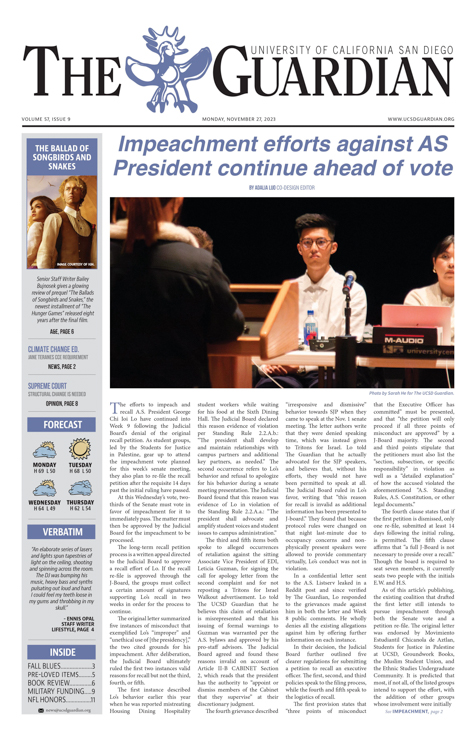 THE GUARDIAN
UNIVERSITY OF CALIFORNIA SAN DIEGO
VOLUME 57, ISSUE 9
MONDAY, NOVEMBER 27, 2023
WWW.UCSDGUARDIAN.ORG
THE BALLAD OF
SONGBIRDS AND
SNAKES
IMAGE COURTESY OF IGN
Senior Staff Writer Bailey
Bujnosek gives a glowing
review of prequel "The Ballads
of Songbirds and Snakes," the
newest installment of "The
Hunger Games" released eight
years after the final film.
A&E, PAGE 6
CLIMATE CHANGE ED.
JANE TERANES CCE REQUIREMENT
NEWS, PAGE 2
SUPREME COURT
STRUCTURAL CHANGE IS NEEDED
OPINION, PAGE 8
FORECAST
MONDAY
H 69 L 50
TUESDAY
H 68 L 50
WEDNESDAY
H 64 L 49
THURSDAY
H 62 L 54
VERBATIM
"An elaborate series of lasers
and lights spun tapestries of
light on the ceiling, shooting
and spinning across the room.
The DJ was bumping his
music, heavy bass and synths
pulsating out loud and hard.
I could feel my teeth loose in
my gums and throbbing in my
skull."
- ENNIS OPAL
STAFF WRITER
LIFESTYLE, PAGE 4
INSIDE
FALL BLUES....................3
PRE-LOVED ITEMS.........5
BOOK REVIEW...............6
MILITARY FUNDING....9
NFL HONORS................11
news@ucsdguardian.org
Impeachment efforts against AS
President continue ahead of vote
BY ADALIA LUO CO-DESIGN EDITOR
M-AUDIO
universitycen
Photo by Sarah He for The UCSD Guardian.
The efforts to impeach and
recall A.S. President George
Chi Ioi Lo have continued into
Week 9 following the Judicial
Board's denial of the original
recall petition. As student groups,
led by the Students for Justice
in Palestine, gear up to attend
the impeachment vote planned
for this week's senate meeting,
they also plan to re-file the recall
petition after the requisite 14 days
past the initial ruling have passed.
At this Wednesday's vote, two-
thirds of the Senate must vote in
favor of impeachment for it to
immediately pass. The matter must
then be approved by the Judicial
Board for the impeachment to be
processed.
The long-term recall petition
process is a written appeal directed
to the Judicial Board to approve
a recall effort of Lo. If the recall
re-file is approved through the
J-Board, the groups must collect
a certain amount of signatures
supporting Lo's recall in two
weeks in order for the process to
continue.
The original letter summarized
five instances of misconduct that
exemplified Lo's "improper" and
"unethical use of [the presidency],"
the two cited grounds for his
impeachment. After deliberation,
the Judicial Board ultimately
ruled the first two instances valid
reasons for recall but not the third,
fourth, or fifth.
The first instance described
Lo's behavior earlier this year
when he was reported mistreating
Housing Dining Hospitality
student workers while waiting
for his food at the Sixth Dining
Hall. The Judicial Board declared
this reason evidence of violation
per Standing Rule 2.2.A.h.:
"The president shall develop
and maintain relationships with
campus partners and additional
key partners, as needed." The
second occurrence refers to Lo's
behavior and refusal to apologize
for his behavior during a senate
meeting presentation. The Judicial
Board found that this reason was
evidence of Lo in violation of
the Standing Rule 2.2.A.a.: "The
president shall advocate and
amplify student voices and student
issues to campus administration."
The third and fifth items both
spoke to alleged occurrences
of retaliation against the sitting
Associate Vice President of EDI,
Leticia Guzman, for signing the
call for apology letter from the
second complaint and for not
reposting a Tritons for Israel
Walkout advertisement. Lo told
The UCSD Guardian that he
believes this claim of retaliation
is misrepresented and that his
issuing of formal warnings to
Guzman was warranted per the
A.S. bylaws and approved by his
pro-staff advisors. The Judicial
Board agreed and found these
reasons invalid on account of
Article II-B CABINET Section
2, which reads that the president
has the authority to "appoint or
dismiss members of the Cabinet
that they supervise" at their
discretionary judgment.
The fourth grievance described
"irresponsive and dismissive"
behavior towards SJP when they
came to speak at the Nov. 1 senate
meeting. The letter authors write
that they were denied speaking
time, which was instead given
to Tritons for Israel. Lo told
The Guardian that he actually
advocated for the SJP speakers,
and believes that, without his
efforts, they would not have
been permitted to speak at all.
The Judicial Board ruled in Lo's
favor, writing that "this reason
for recall is invalid as additional
information has been presented to
J-board." They found that because
protocol rules were changed on
that night last-minute due to
occupancy concerns and non-
physically present speakers were
allowed to provide commentary
virtually, Lo's conduct was not in
violation.
In a confidential letter sent
to the A.S. Listserv leaked in a
Reddit post and since verified
by The Guardian, Lo responded
to the grievances made against
him in both the letter and Week
8 public comments. He wholly
denies all the existing allegations
against him by offering further
information on each instance.
In their decision, the Judicial
Board further outlined five
clearer regulations for submitting
a petition to recall an executive
officer. The first, second, and third
policies speak to the filing process,
while the fourth and fifth speak to
the logistics of recall.
The first provision states that
"three points of misconduct
that the Executive Officer has
committed" must be presented,
and that "the petition will only
proceed if all three points of
misconduct are approved" by a
J-Board majority. The second
and third points stipulate that
the petitioners must also list the
"section, subsection, or specific
responsibility" in violation as
well as a "detailed explanation"
of how the accused violated the
aforementioned "A.S. Standing
Rules, A.S. Constitution, or other
legal documents."
The fourth clause states that if
the first petition is dismissed, only
one re-file, submitted at least 14
days following the initial ruling,
is permitted. The fifth clause
affirms that "a full J-Board is not
necessary to preside over a recall."
Though the board is required to
seat seven members, it currently
seats two people with the initials
E.W. and H.S.
As of this article's publishing,
the existing coalition that drafted
the first letter still intends to
pursue impeachment through
both the Senate vote and a
petition re-file. The original letter
was endorsed by Movimiento
Estudiantil Chicanx/a de Aztlan,
Students for Justice in Palestine
at UCSD, Groundwork Books,
the Muslim Student Union, and
the Ethnic Studies Undergraduate
Community. It is predicted that
most, if not all, of the listed groups
intend to support the effort, with
the addition of other groups
whose involvement were initially
See IMPEACHMENT, page 2